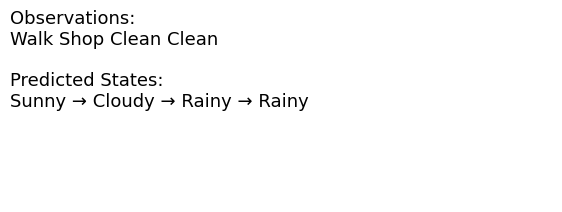 Observations:
Walk Shop Clean Clean
Predicted States:
Sunny → Cloudy → Rainy → Rainy